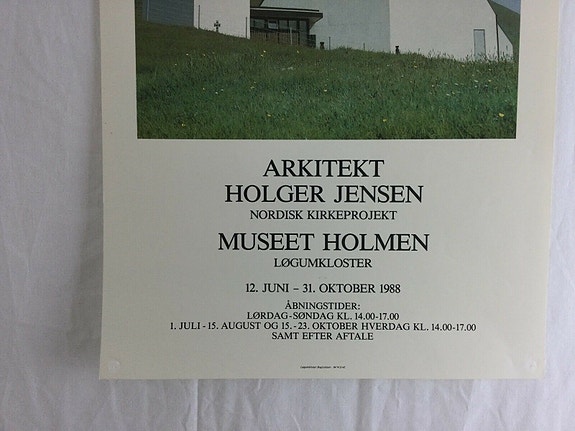 ARKITEKT
HOLGER JENSEN
NORDISK KIRKEPROJEKT
MUSEET HOLMEN
LØGUMKLOSTER
12. JUNI – 31. OKTOBER 1988
ÅBNINGSTIDER:
LØRDAG-SØNDAG KL. 14.00-17.00
1. JULI - 15. AUGUST OG 15. - 23. OKTOBER HVERDAG KL. 14.00-17.00
SAMT EFTER AFTALE